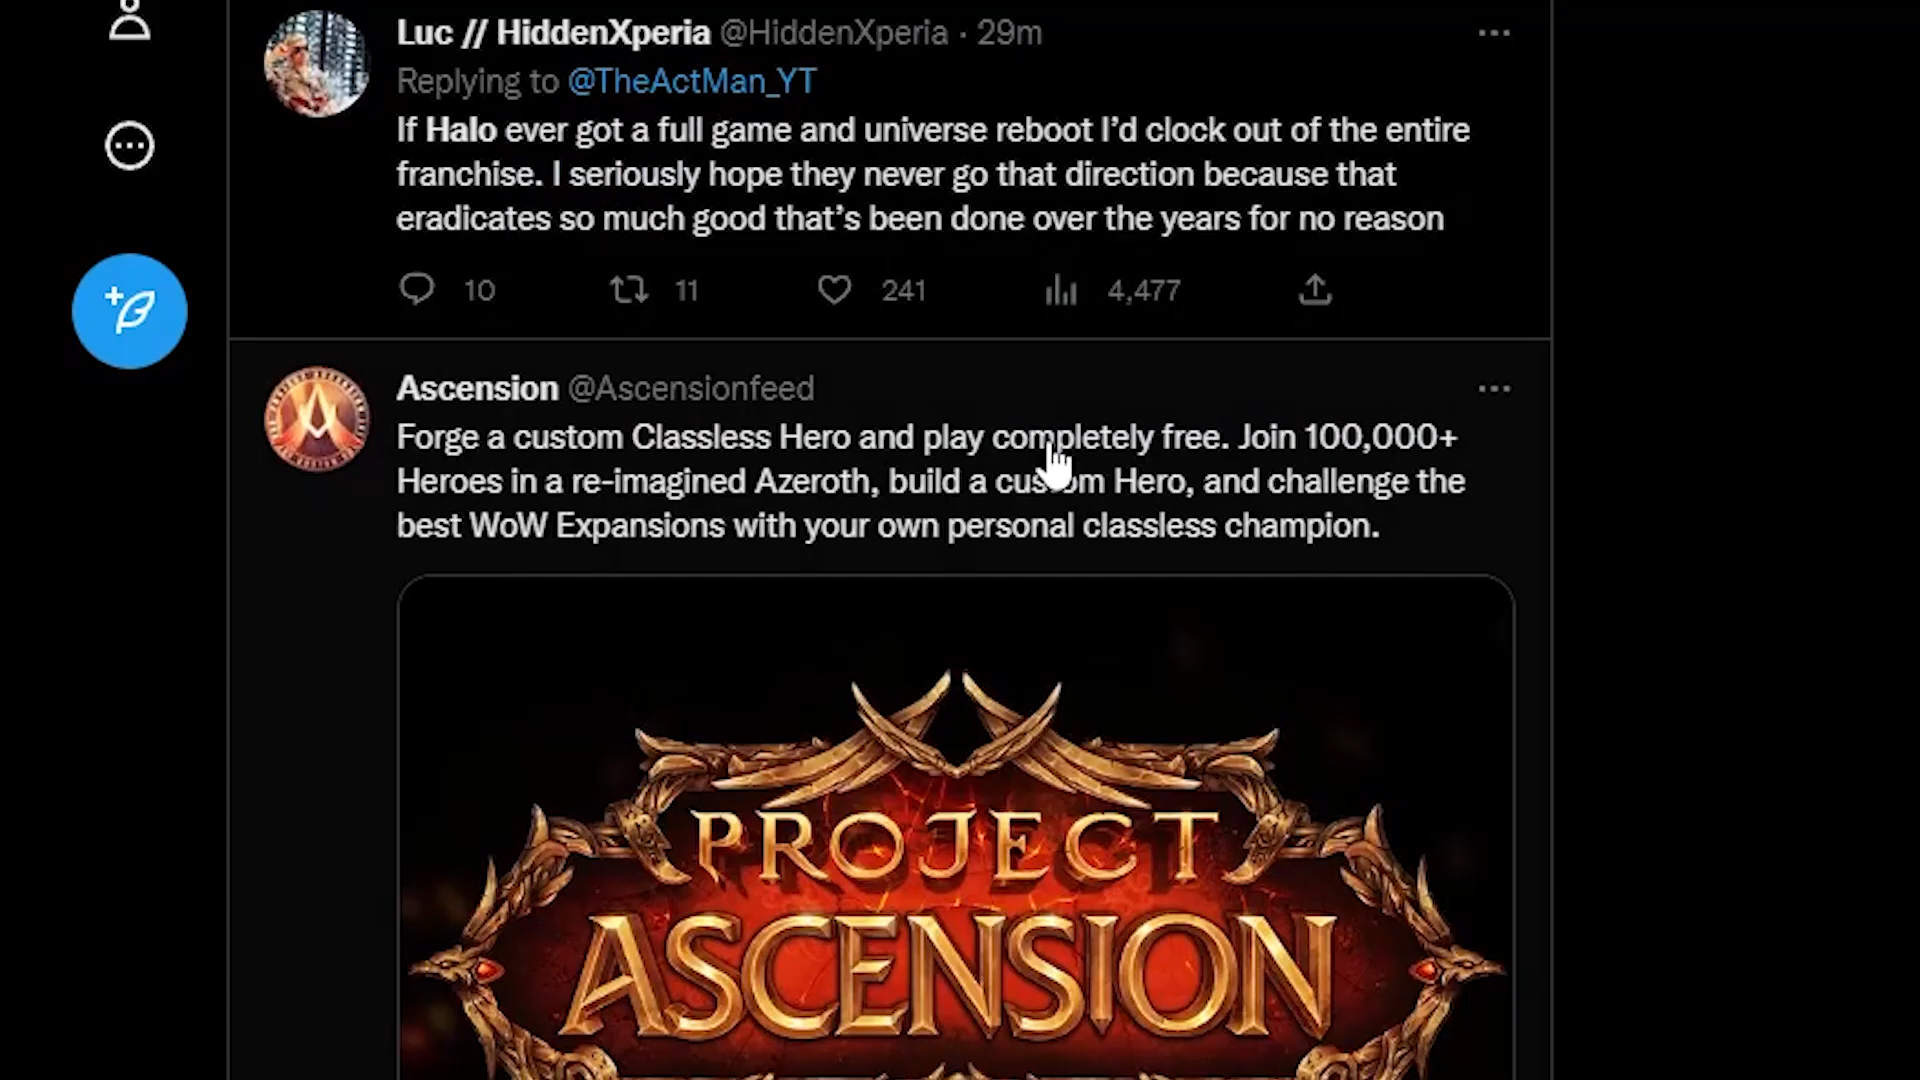 Luc // HiddenXperia @HiddenXperia · 29m
Replying to @TheActMan_YT
If Halo ever got a full game and universe reboot I’d clock out of the entire
franchise. I seriously hope they never go that direction because that
eradicates so much good that’s been done over the years for no reason
10 11 241 4,477
Ascension @Ascensionfeed
Forge a custom Classless Hero and play completely free. Join 100,000+
Heroes in a re-imagined Azeroth, build a custom Hero, and challenge the
best WoW Expansions with your own personal classless champion.
PROJECT
ASCENSION